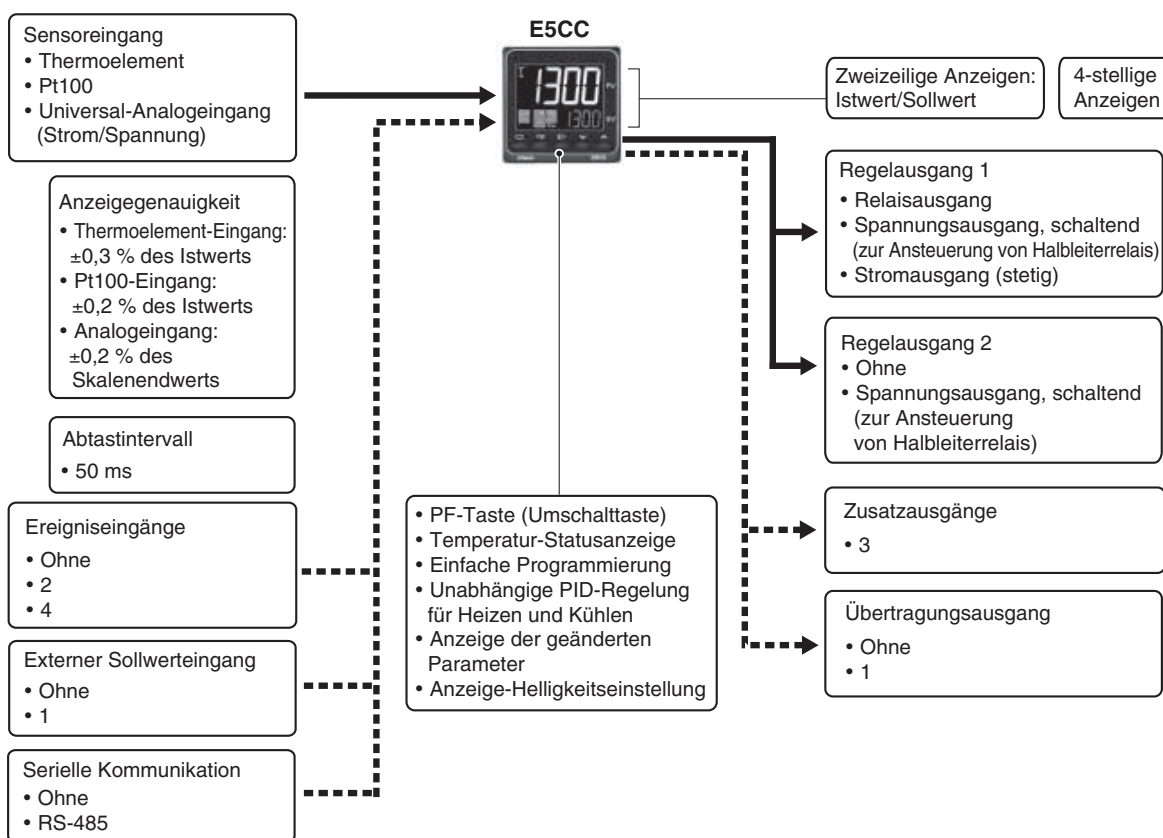 E5CC
Sensoreingang
• Thermoelement
• Pt100
• Universal-Analogeingang
(Strom/Spannung)
Anzeigegenauigkeit
• Thermoelement-Eingang:
±0,3 % des Istwerts
• Pt100-Eingang:
±0,2 % des Istwerts
• Analogeingang:
±0,2 % des
Skalenendwerts
Abtastintervall
• 50 ms
Ereigniseingänge
• Ohne
• 2
• 4
Externer Sollwerteingang
• Ohne
• 1
Serielle Kommunikation
• Ohne
• RS-485
1300
PV
1300
SV
• PF-Taste (Umschalttaste)
• Temperatur-Statusanzeige
• Einfache Programmierung
• Unabhängige PID-Regelung
für Heizen und Kühlen
• Anzeige der geänderten
Parameter
• Anzeige-Helligkeitseinstellung
Zweizeilige Anzeigen:
Istwert/Sollwert
4-stellige
Anzeigen
Regelausgang 1
• Relaisausgang
• Spannungsausgang, schaltend
(zur Ansteuerung von Halbleiterrelais)
• Stromausgang (stetig)
Regelausgang 2
• Ohne
• Spannungsausgang, schaltend
(zur Ansteuerung
von Halbleiterrelais)
Zusatzausgänge
• 3
Übertragungsausgang
• Ohne
• 1